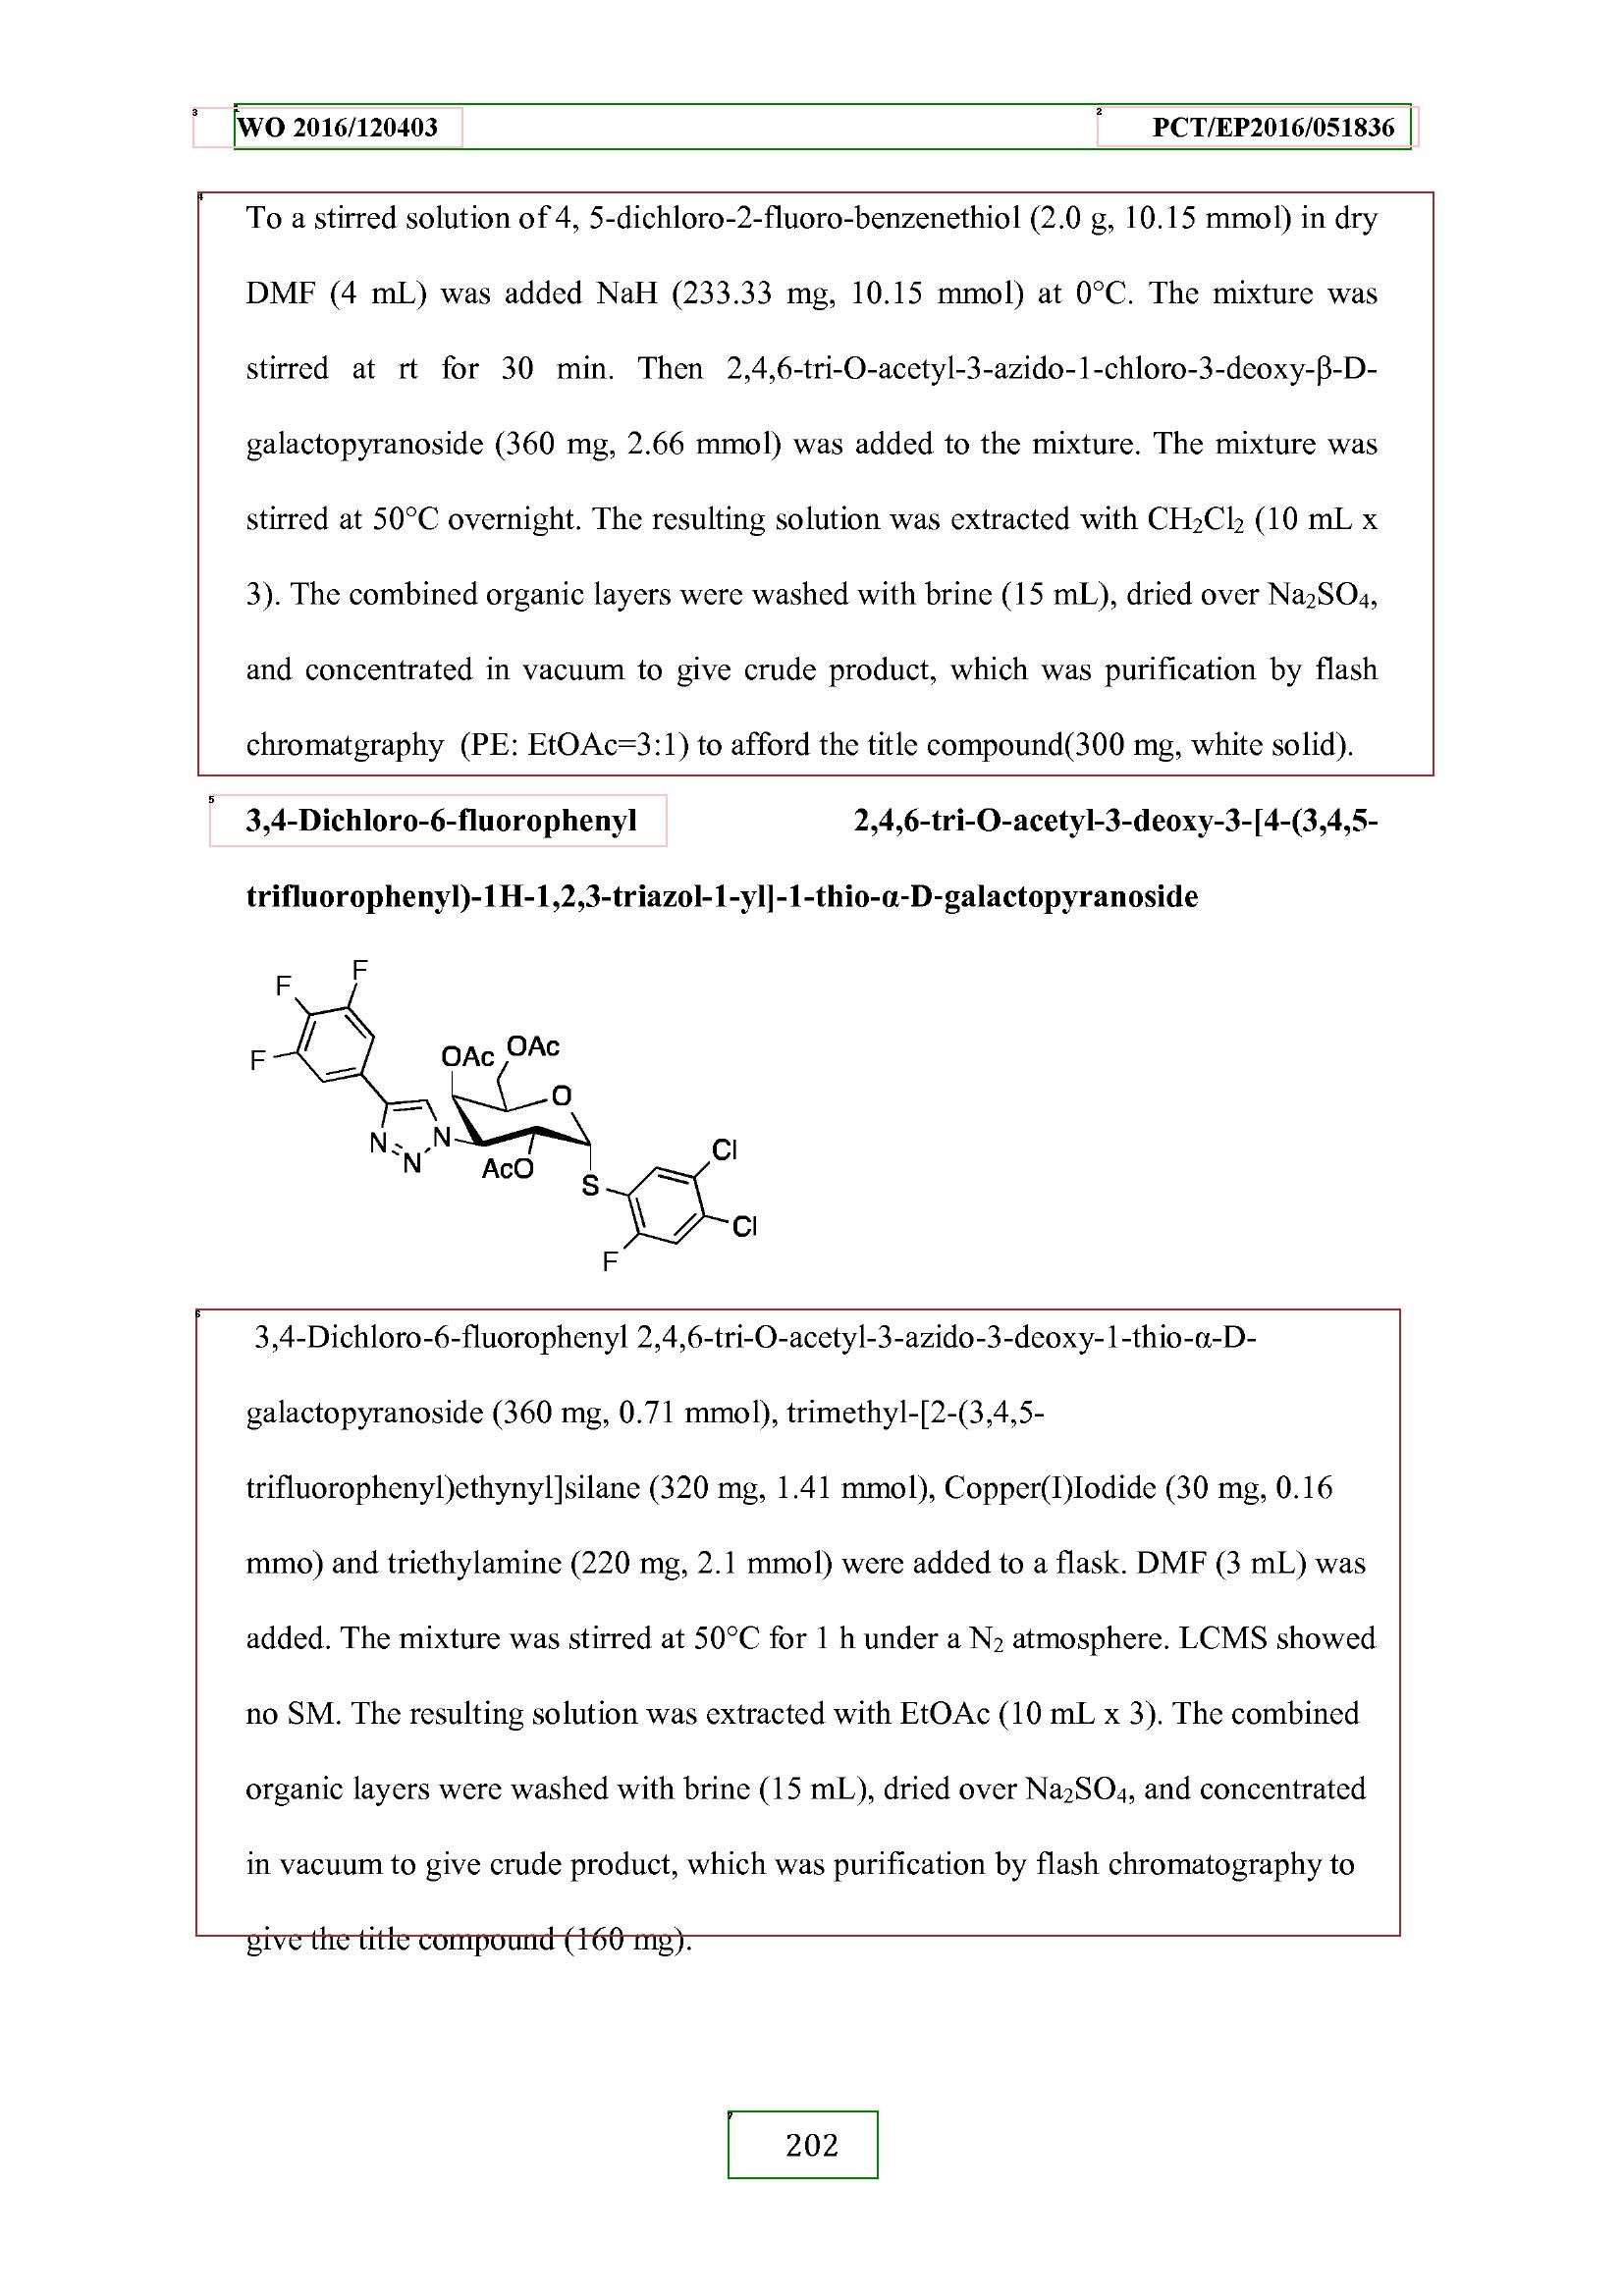 WO 2016/120403 PCT/EP2016/051836
To a stirred solution of 4, 5-dichloro-2-fluoro-benzenethiol (2.0 g, 10.15 mmol) in dry
DMF (4 mL) was added NaH (233.33 mg, 10.15 mmol) at 0°C. The mixture was
stirred at rt for 30 min. Then 2,4,6-tri-O-acetyl-3-azido-1-chloro-3-deoxy-β-D-
galactopyranoside (360 mg, 2.66 mmol) was added to the mixture. The mixture was
stirred at 50°C overnight. The resulting solution was extracted with CH₂Cl₂ (10 mL x
3). The combined organic layers were washed with brine (15 mL), dried over Na₂SO₄,
and concentrated in vacuum to give crude product, which was purification by flash
chromatgraphy (PE: EtOAc=3:1) to afford the title compound(300 mg, white solid).
3,4-Dichloro-6-fluorophenyl 2,4,6-tri-O-acetyl-3-deoxy-3-[4-(3,4,5-
trifluorophenyl)-1H-1,2,3-triazol-1-yl]-1-thio-α-D-galactopyranoside
F
F
F
OAc
OAc
O
N
N
N
AcO
S
Cl
Cl
F
3,4-Dichloro-6-fluorophenyl 2,4,6-tri-O-acetyl-3-azido-3-deoxy-1-thio-α-D-
galactopyranoside (360 mg, 0.71 mmol), trimethyl-[2-(3,4,5-
trifluorophenyl)ethynyl]silane (320 mg, 1.41 mmol), Copper(I)Iodide (30 mg, 0.16
mmo) and triethylamine (220 mg, 2.1 mmol) were added to a flask. DMF (3 mL) was
added. The mixture was stirred at 50°C for 1 h under a N₂ atmosphere. LCMS showed
no SM. The resulting solution was extracted with EtOAc (10 mL x 3). The combined
organic layers were washed with brine (15 mL), dried over Na₂SO₄, and concentrated
in vacuum to give crude product, which was purification by flash chromatography to
give the title compound (160 mg).
202